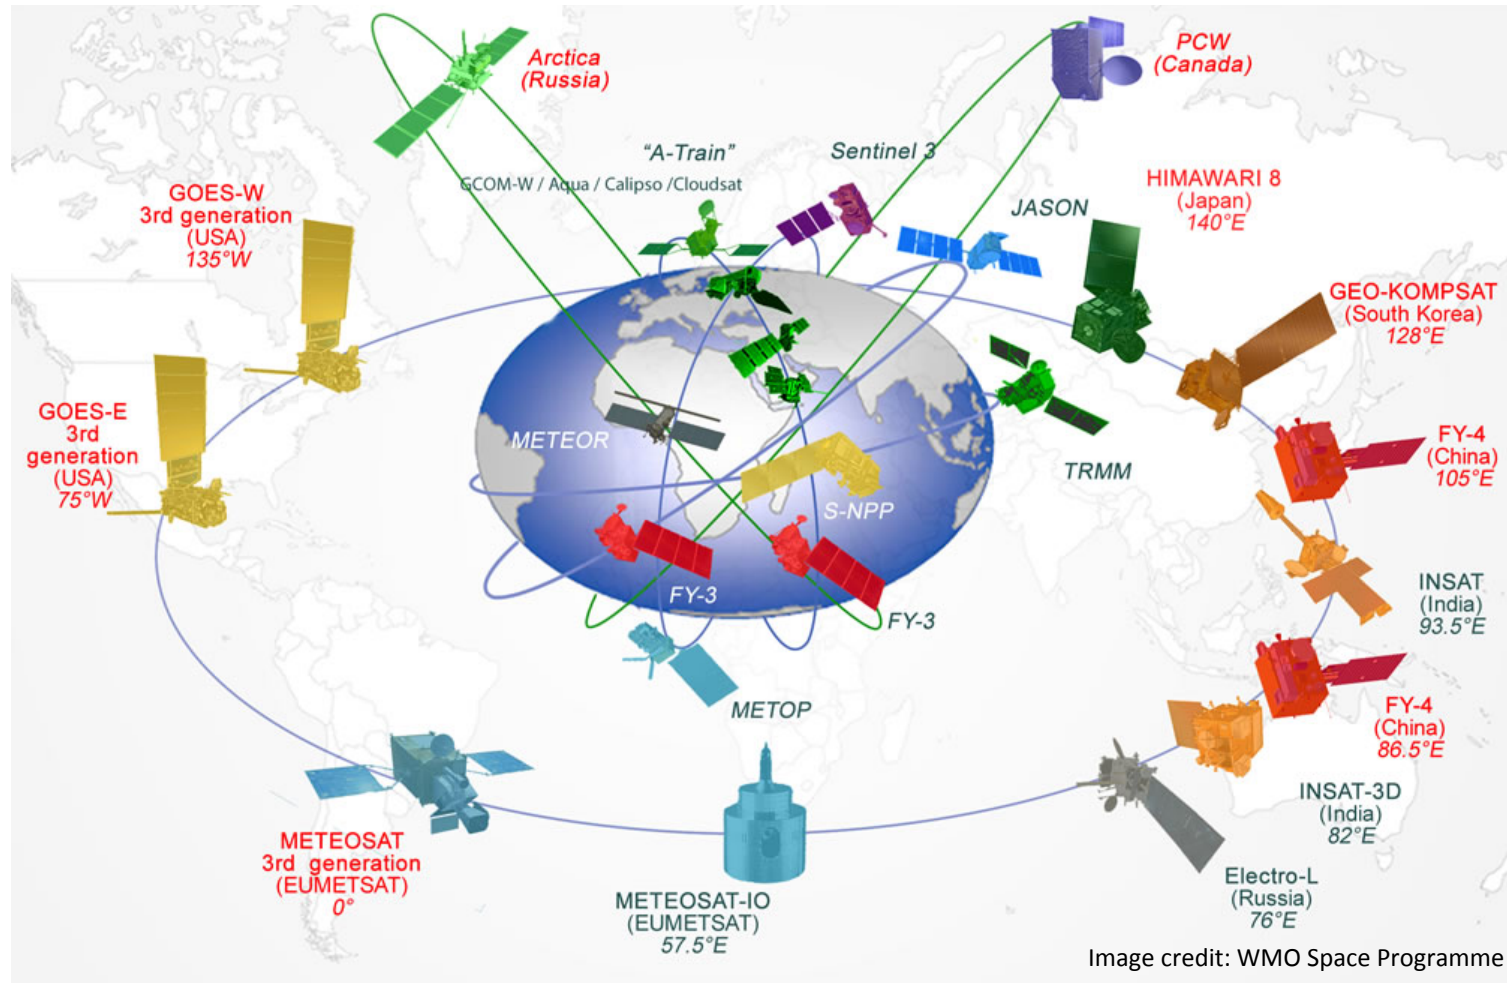 Arctica
(Russia)
PCW
(Canada)
"A-Train"
GCOM-W / Aqua / Calipso /Cloudsat
Sentinel 3
JASON
HIMAWARI 8
(Japan)
140°E
GOES-W
3rd generation
(USA)
135°W
GEO-KOMPSAT
(South Korea)
128°E
GOES-E
3rd
generation
(USA)
75°W
METEOR
TRMM
FY-4
(China)
105°E
S-NPP
FY-3
FY-3
INSAT
(India)
93.5°E
METOP
FY-4
(China)
86.5°E
INSAT-3D
(India)
82°E
METEOSAT
3rd  generation
(EUMETSAT)
0°
METEOSAT-IO
(EUMETSAT)
57.5°E
Electro-L
(Russia)
76°E
Image credit: WMO Space Programme